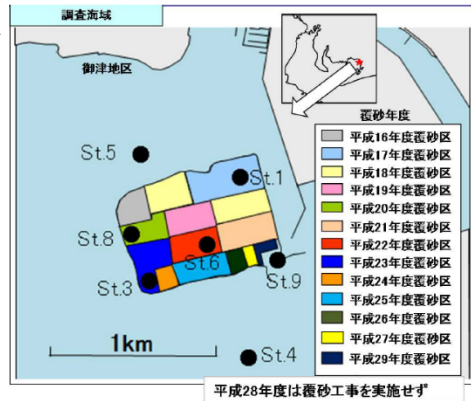 調査海域
御津地区
覆砂年度
平成16年度覆砂区
平成17年度覆砂区
平成18年度覆砂区
平成19年度覆砂区
平成20年度覆砂区
平成21年度覆砂区
平成22年度覆砂区
平成23年度覆砂区
平成24年度覆砂区
平成25年度覆砂区
平成26年度覆砂区
平成27年度覆砂区
平成29年度覆砂区
St.5
St.1
St.8
St.6
St.9
St.3
St.4
1km
平成28年度は覆砂工事を実施せず